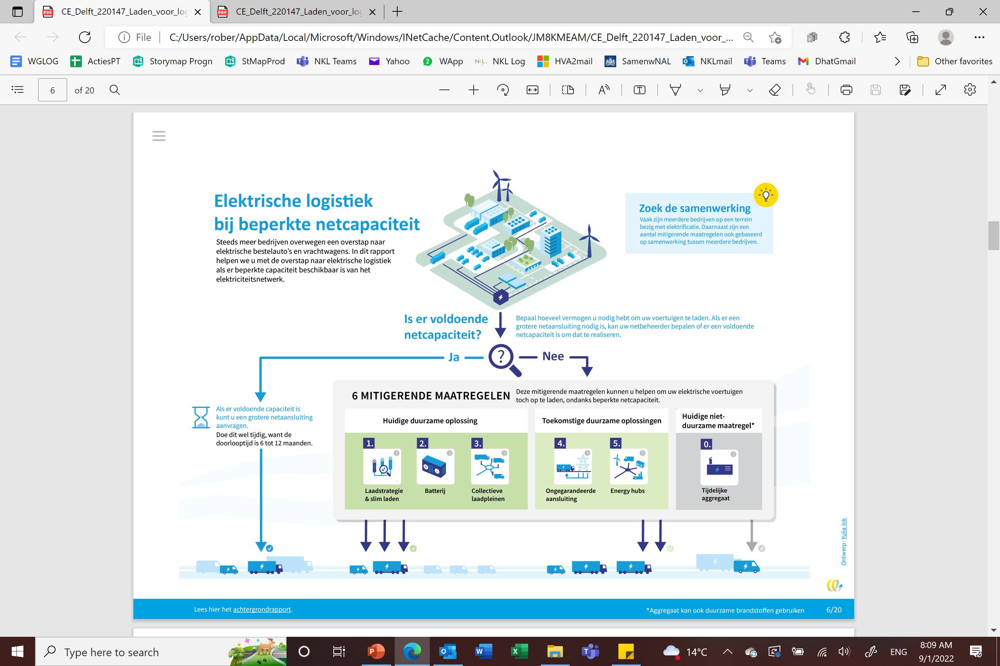 CE_Delft_220147_Laden_voor_log
CE_Delft_220147_Laden_voor_log
File
C:/Users/rober/AppData/Local/Microsoft/Windows/INetCache/Content.Outlook/JM8KMEAM/CE_Delft_220147_Laden_voor_...
WGLOG
ActiesPT
Storymap Progn
StMapProd
NKL Teams
Yahoo
2
WApp
NKL
NKL Log
HVA2mail
SamenwNAL
NKLmail
Teams
DhatGmail
Other favorites
6
of 20
Elektrische logistiek
bij beperkte netcapaciteit
Steeds meer bedrijven overwegen een overstap naar
elektrische bestelauto's en vrachtwagens. In dit rapport
helpen we u met de overstap naar elektrische logistiek
als er beperkte capaciteit beschikbaar is van het
elektriciteitsnetwerk.
Zoek de samenwerking
Vaak zijn meerdere bedrijven op een terrein
bezig met elektrificatie. Daarnaast zijn een
aantal mitigerende maatregelen ook gebaseerd
op samenwerking tussen meerdere bedrijven.
Is er voldoende
netcapaciteit?
Bepaal hoeveel vermogen u nodig hebt om uw voertuigen te laden. Als er een
grotere netaansluiting nodig is, kan uw netbeheerder bepalen of er een voldoende
netcapaciteit is om dat te realiseren.
Ja
?
Nee
Als er voldoende capaciteit is
kunt u een grotere netaansluiting
aanvragen.
Doe dit wel tijdig, want de
doorlooptijd is 6 tot 12 maanden.
6 MITIGERENDE MAATREGELEN
Deze mitigerende maatregelen kunnen u helpen om uw elektrische voertuigen
toch op te laden, ondanks beperkte netcapaciteit.
Huidige duurzame oplossing
1.
Laadstrategie
& slim laden
2.
Batterij
3.
Collectieve
laadpleinen
Toekomstige duurzame oplossingen
4.
Ongegarandeerde
aansluiting
5.
Energy hubs
Huidige niet-
duurzame maatregel*
0.
Tijdelijke
aggregaat
Ontwerp: Yulia Ink
Lees hier het achtergrondrapport.
*Aggregaat kan ook duurzame brandstoffen gebruiken
6/20
Type here to search
14°C
ENG
8:09 AM
9/1/2022